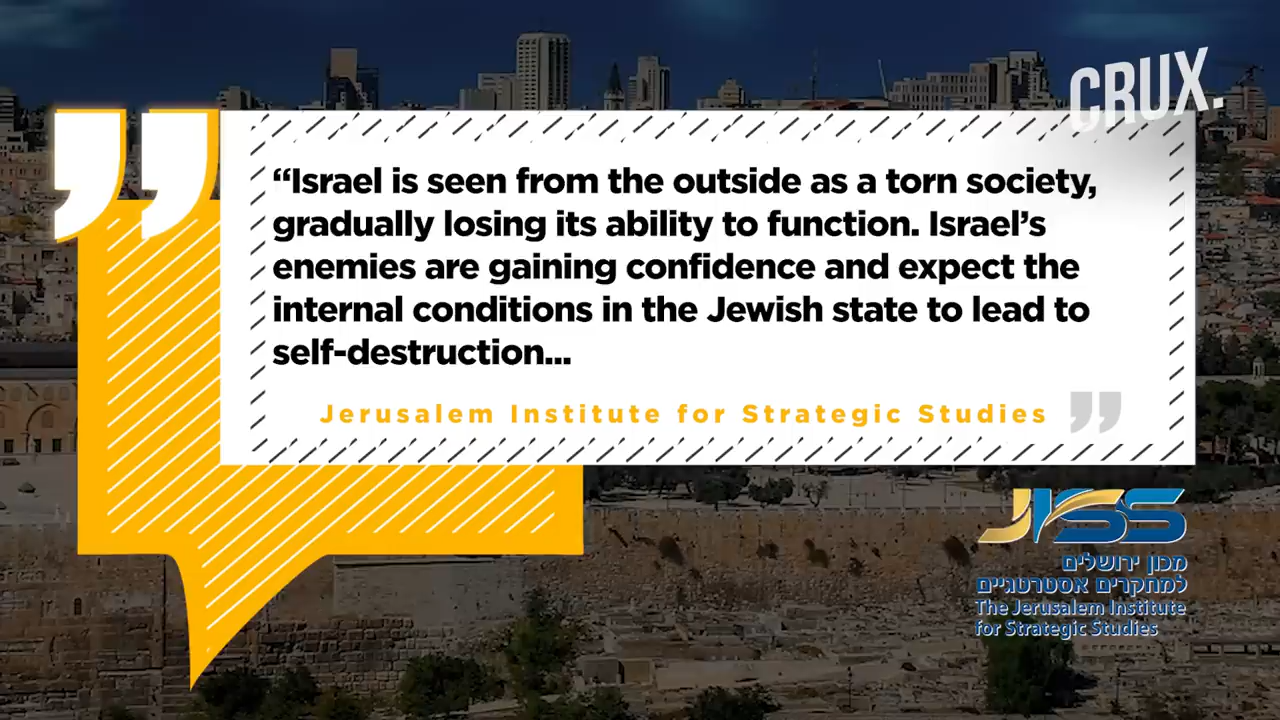 CRUX.
“Israel is seen from the outside as a torn society,
gradually losing its ability to function. Israel’s
enemies are gaining confidence and expect the
internal conditions in the Jewish state to lead to
self-destruction...
Jerusalem Institute for Strategic Studies
JISS
מכון ירושלים
למחקרים אסטרטגיים
The Jerusalem Institute
for Strategic Studies